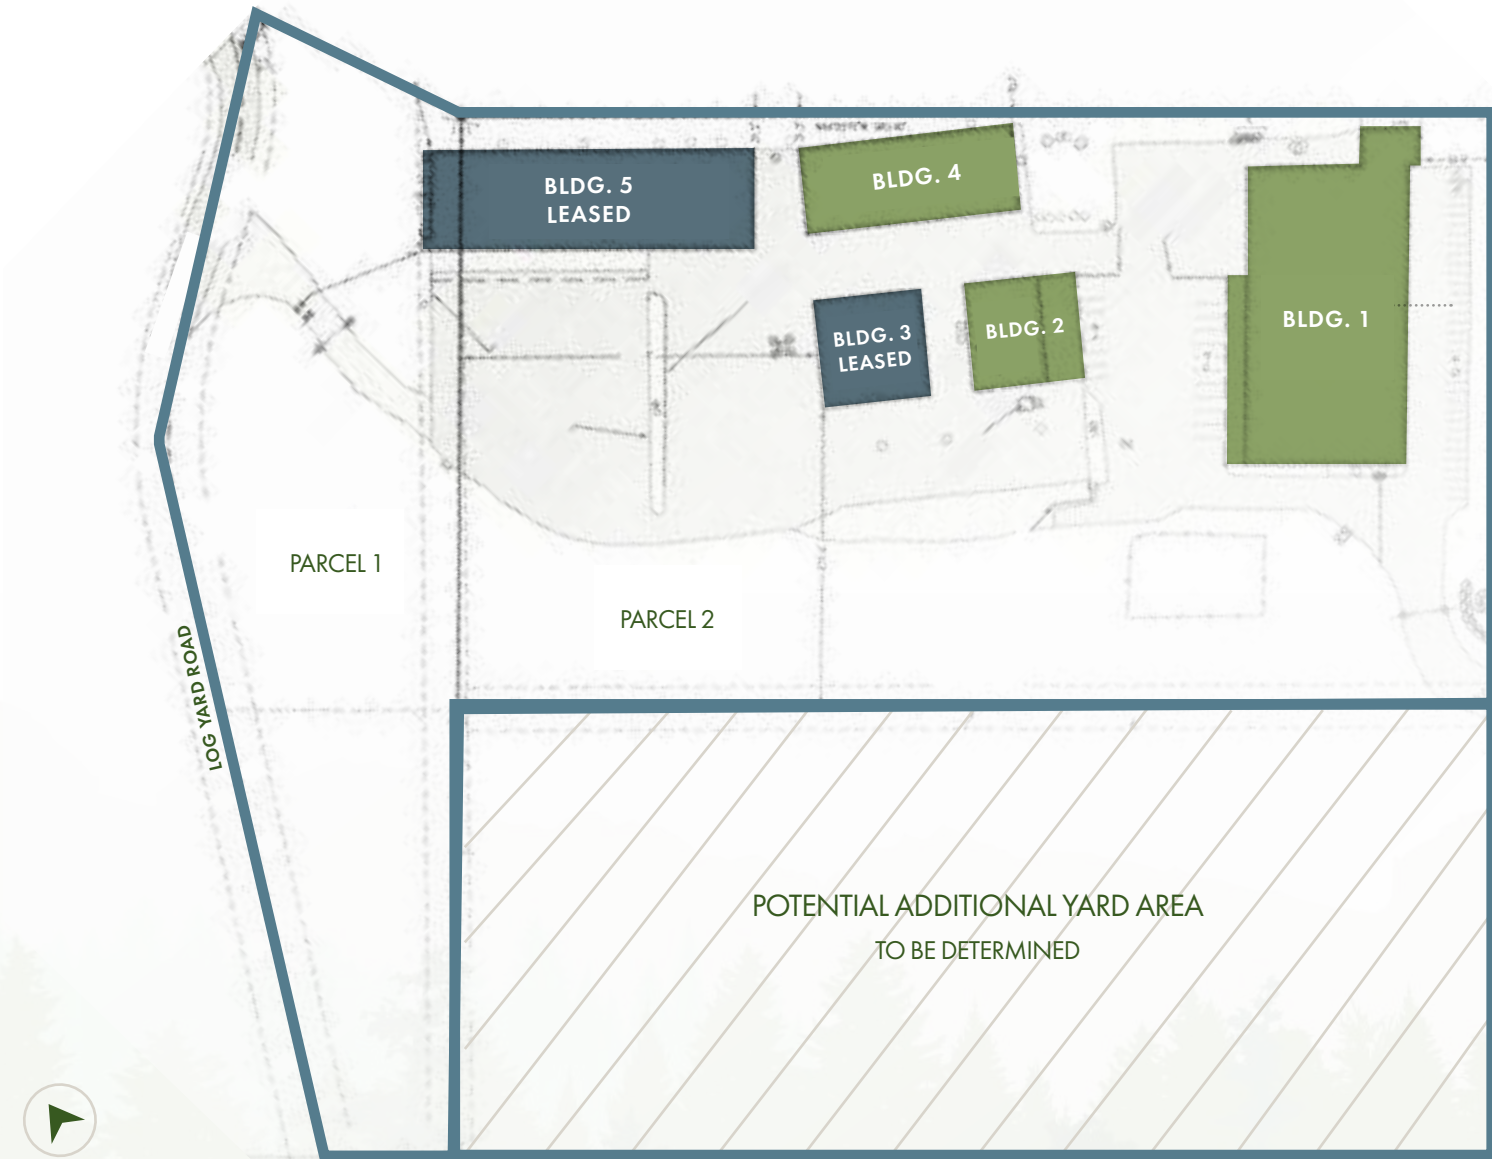 BLDG. 5
LEASED
BLDG. 4
BLDG. 3
LEASED
BLDG. 2
BLDG. 1
PARCEL 1
PARCEL 2
LOG YARD ROAD
POTENTIAL ADDITIONAL YARD AREA
TO BE DETERMINED